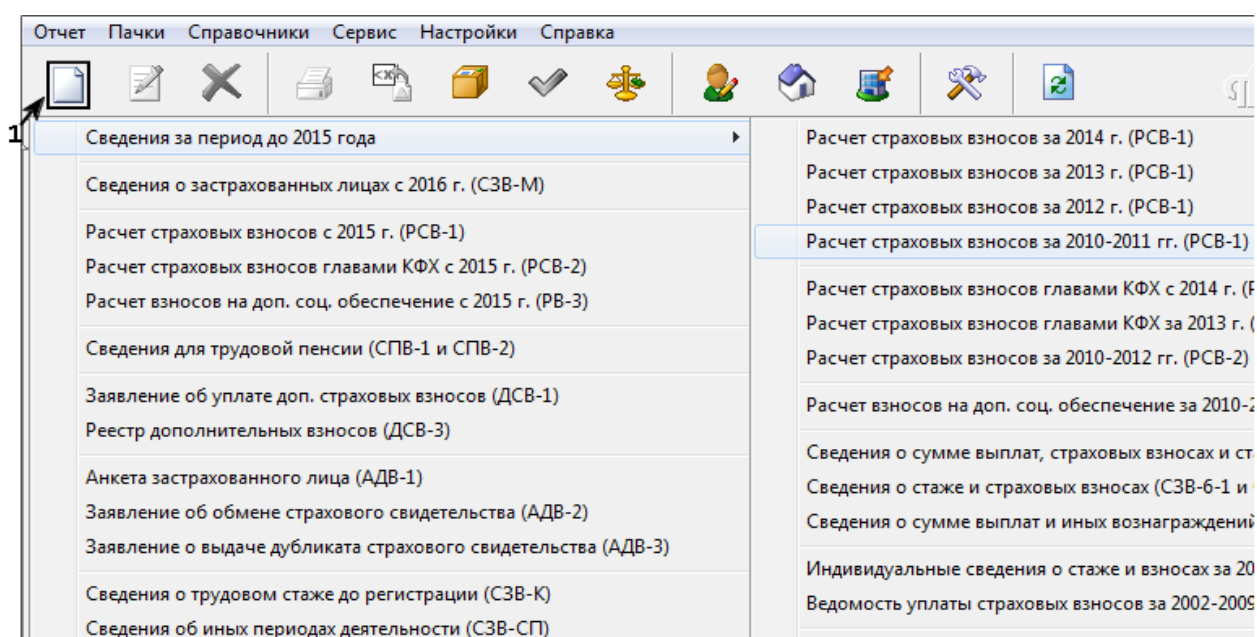 Отчет Пачки Справочники Сервис Настройки Справка
1
Сведения за период до 2015 года
Сведения о застрахованных лицах с 2016 г. (СЗВ-М)
Расчет страховых взносов с 2015 г. (РСВ-1)
Расчет страховых взносов главами КФХ с 2015 г. (РСВ-2)
Расчет взносов на доп. соц. обеспечение с 2015 г. (РВ-3)
Сведения для трудовой пенсии (СПВ-1 и СПВ-2)
Заявление об уплате доп. страховых взносов (ДСВ-1)
Реестр дополнительных взносов (ДСВ-3)
Анкета застрахованного лица (АДВ-1)
Заявление об обмене страхового свидетельства (АДВ-2)
Заявление о выдаче дубликата страхового свидетельства (АДВ-3)
Сведения о трудовом стаже до регистрации (СЗВ-К)
Сведения об иных периодах деятельности (СЗВ-СП)
Расчет страховых взносов за 2014 г. (РСВ-1)
Расчет страховых взносов за 2013 г. (РСВ-1)
Расчет страховых взносов за 2012 г. (РСВ-1)
Расчет страховых взносов за 2010-2011 гг. (РСВ-1)
Расчет страховых взносов главами КФХ с 2014 г. (Р
Расчет страховых взносов главами КФХ за 2013 г. (
Расчет страховых взносов за 2010-2012 гг. (РСВ-2)
Расчет взносов на доп. соц. обеспечение за 2010-2
Сведения о сумме выплат, страховых взносах и ст
Сведения о стаже и страховых взносах (СЗВ-6-1 и
Сведения о сумме выплат и иных вознаграждений
Индивидуальные сведения о стаже и взносах за 20
Ведомость уплаты страховых взносов за 2002-2009